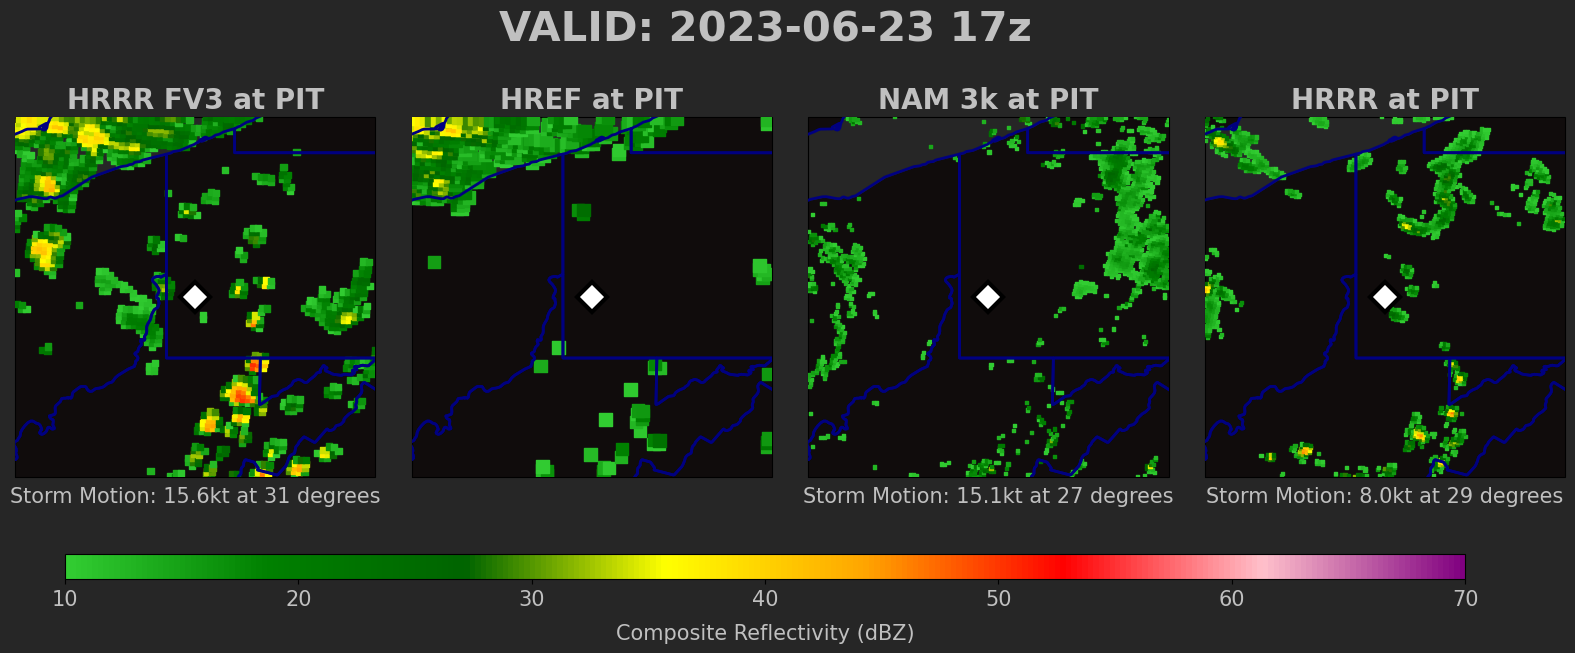 VALID: 2023-06-23 17z
HRRR FV3 at PIT
HREF at PIT
NAM 3k at PIT
HRRR at PIT
Storm Motion: 15.6kt at 31 degrees
Storm Motion: 15.1kt at 27 degrees
Storm Motion: 8.0kt at 29 degrees
10 20 30 40 50 60 70
Composite Reflectivity (dBZ)